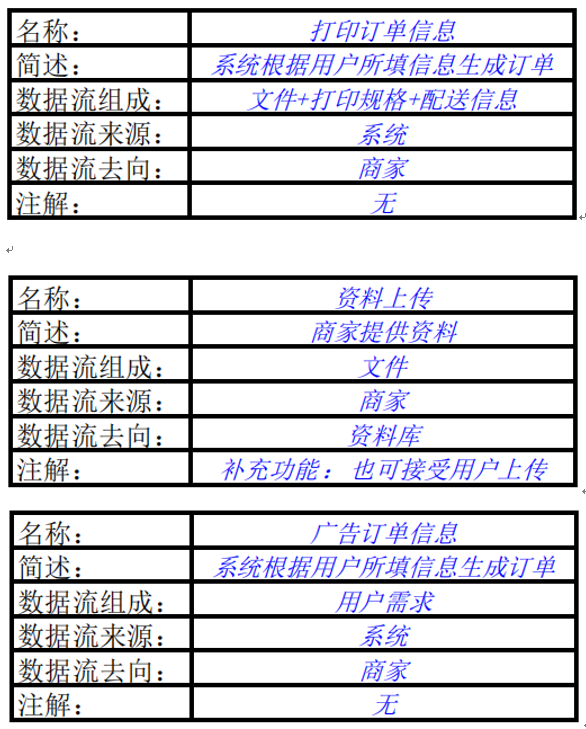 名称： 打印订单信息
简述： 系统根据用户所填信息生成订单
数据流组成： 文件+打印规格+配送信息
数据流来源： 系统
数据流去向： 商家
注解： 无
名称： 资料上传
简述： 商家提供资料
数据流组成： 文件
数据流来源： 商家
数据流去向： 资料库
注解： 补充功能： 也可接受用户上传
名称： 广告订单信息
简述： 系统根据用户所填信息生成订单
数据流组成： 用户需求
数据流来源： 系统
数据流去向： 商家
注解： 无